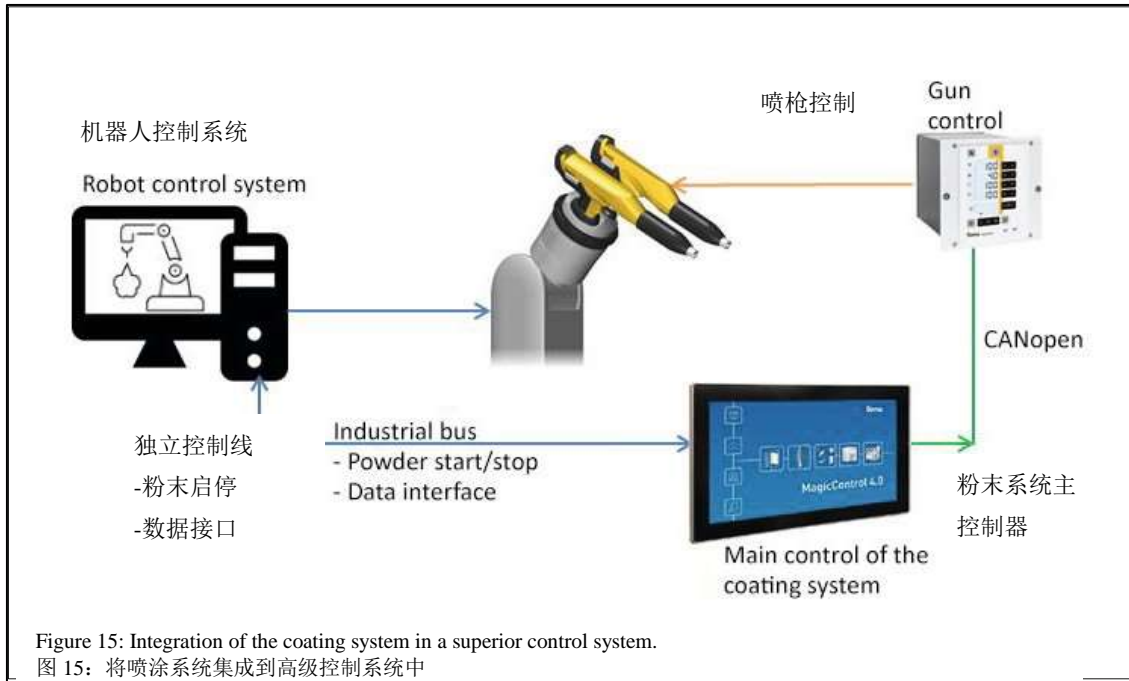 喷枪控制
Gun
control
机器人控制系统
Robot control system
CANopen
独立控制线
-粉末启停
-数据接口
Industrial bus
- Powder start/stop
- Data interface
MagicControl 4.0
粉末系统主
控制器
Main control of the
coating system
Figure 15: Integration of the coating system in a superior control system.
图 15：将喷涂系统集成到高级控制系统中